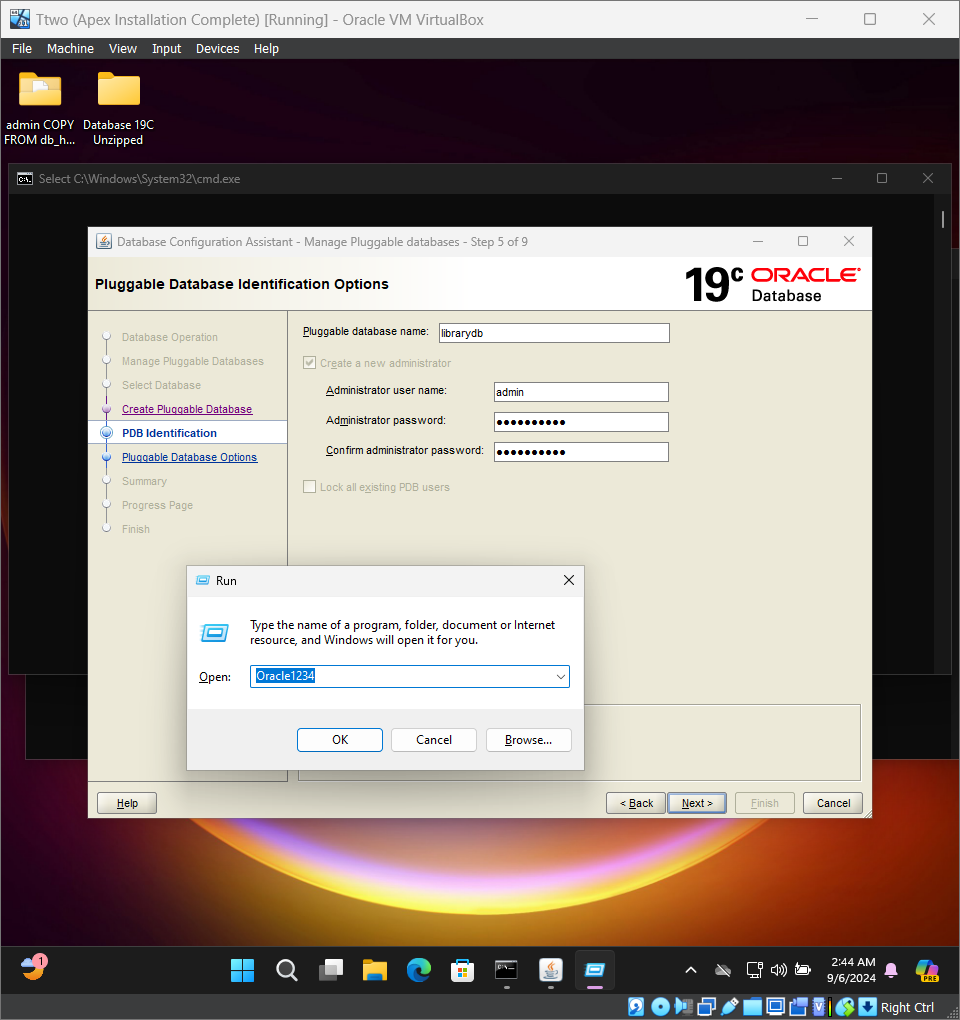 Ttwo (Apex Installation Complete) [Running] - Oracle VM VirtualBox
File Machine View Input Devices Help
admin COPY
FROM db_h...
Database 19C
Unzipped
Select C:\Windows\System32\cmd.exe
Database Configuration Assistant - Manage Pluggable databases - Step 5 of 9
Pluggable Database Identification Options
19c ORACLE
Database
Database Operation
Manage Pluggable Databases
Select Database
Create Pluggable Database
PDB Identification
Pluggable Database Options
Summary
Progress Page
Finish
Pluggable database name: librarydb
Create a new administrator
Administrator user name: admin
Administrator password: ••••••••••
Confirm administrator password: ••••••••••
Lock all existing PDB users
Run
Type the name of a program, folder, document or Internet
resource, and Windows will open it for you.
Open: Oracle1234
OK Cancel Browse...
Help < Back Next > Finish Cancel
1
2:44 AM
9/6/2024
PRE
Right Ctrl